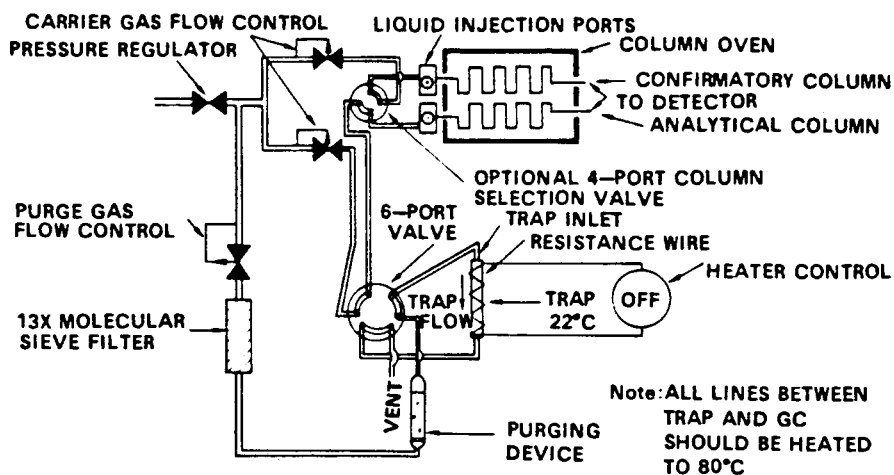 CARRIER GAS FLOW CONTROL
PRESSURE REGULATOR
LIQUID INJECTION PORTS
COLUMN OVEN
CONFIRMATORY COLUMN
TO DETECTOR
ANALYTICAL COLUMN
OPTIONAL 4-PORT COLUMN
SELECTION VALVE
PURGE GAS
FLOW CONTROL
6-PORT
VALVE
TRAP INLET
RESISTANCE WIRE
HEATER CONTROL
OFF
TRAP
FLOW
TRAP
22°C
13X MOLECULAR
SIEVE FILTER
VENT
PURGING
DEVICE
Note: ALL LINES BETWEEN
TRAP AND GC
SHOULD BE HEATED
TO 80°C